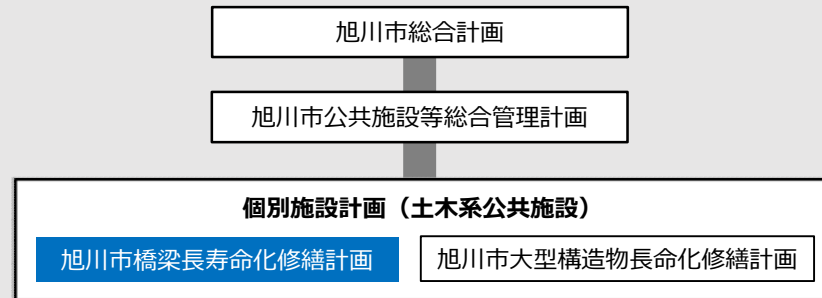 旭川市総合計画
旭川市公共施設等総合管理計画
個別施設計画（土木系公共施設）
旭川市橋梁長寿命化修繕計画
旭川市大型構造物長命化修繕計画